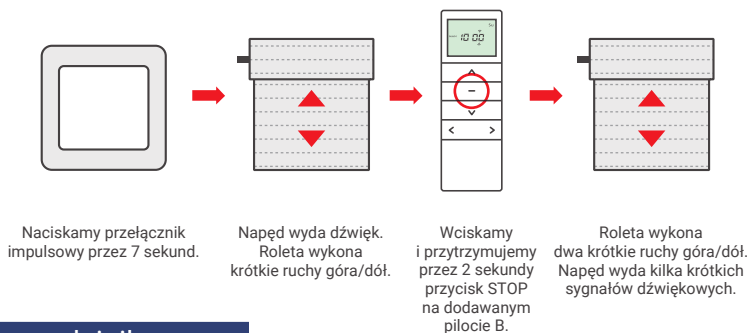 Naciskamy przełącznik
impulsowy przez 7 sekund.
Napęd wyda dźwięk.
Roleta wykona
krótkie ruchy góra/dół.
Wciskamy
i przytrzymujemy
przez 2 sekundy
przycisk STOP
na dodawanym
pilocie B.
Roleta wykona
dwa krótkie ruchy góra/dół.
Napęd wyda kilka krótkich
sygnałów dźwiękowych.